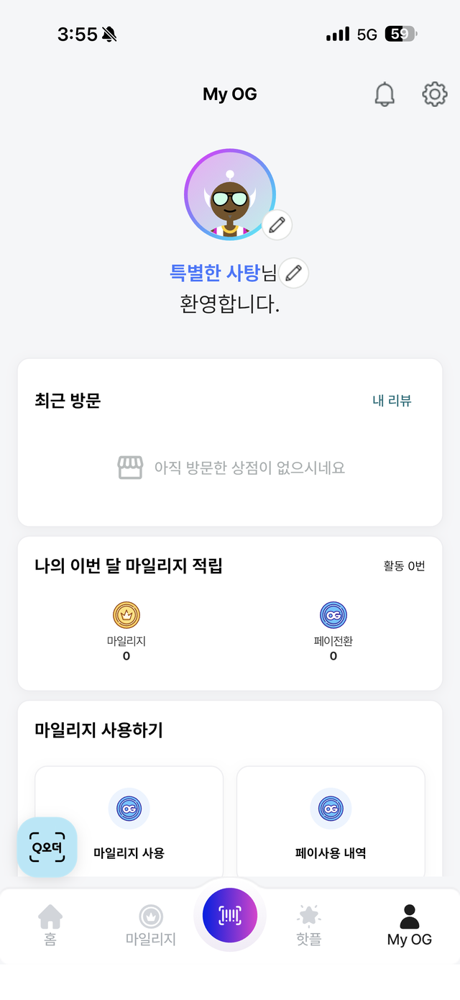 3:55
5G
59
My OG
특별한 사탕님
환영합니다.
최근 방문
내 리뷰
아직 방문한 상점이 없으시네요
나의 이번 달 마일리지 적립
활동 0번
OG
마일리지
페이전환
0
0
마일리지 사용하기
OG
OG
마일리지 사용
페이사용 내역
Q오더
홈
마일리지
핫플
My OG